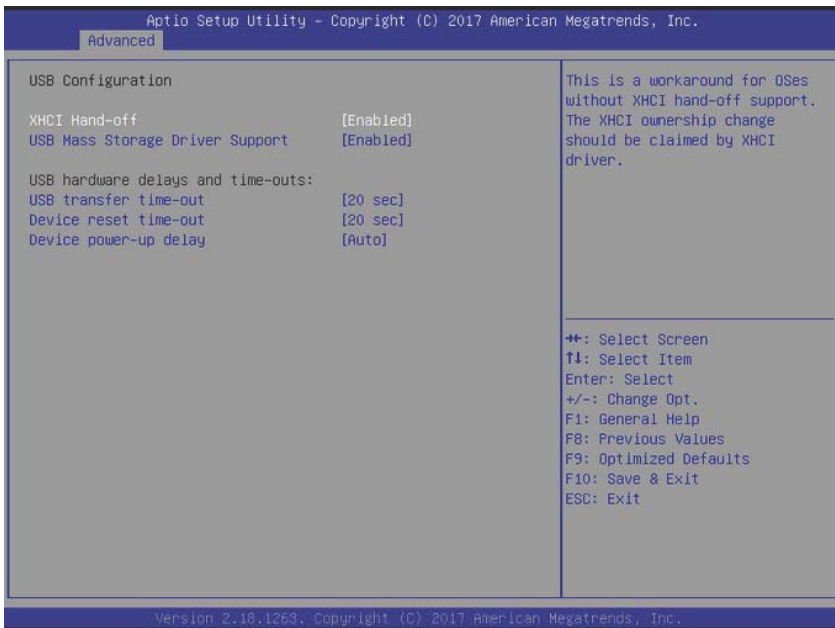 Aptio Setup Utility – Copyright (C) 2017 American Megatrends, Inc.
Advanced
USB Configuration
XHCI Hand-off [Enabled]
USB Mass Storage Driver Support [Enabled]
USB hardware delays and time-outs:
USB transfer time-out [20 sec]
Device reset time-out [20 sec]
Device power-up delay [Auto]
This is a workaround for OSes
without XHCI hand-off support.
The XHCI ownership change
should be claimed by XHCI
driver.
→←: Select Screen
↑↓: Select Item
Enter: Select
+/-: Change Opt.
F1: General Help
F8: Previous Values
F9: Optimized Defaults
F10: Save & Exit
ESC: Exit
Version 2.18.1263. Copyright (C) 2017 American Megatrends, Inc.